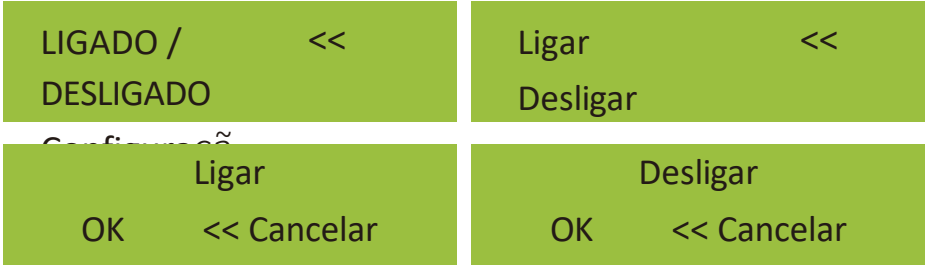 LIGADO / <<
DESLIGADO
Ligar <<
Desligar
Ligar
OK << Cancelar
Desligar
OK << Cancelar